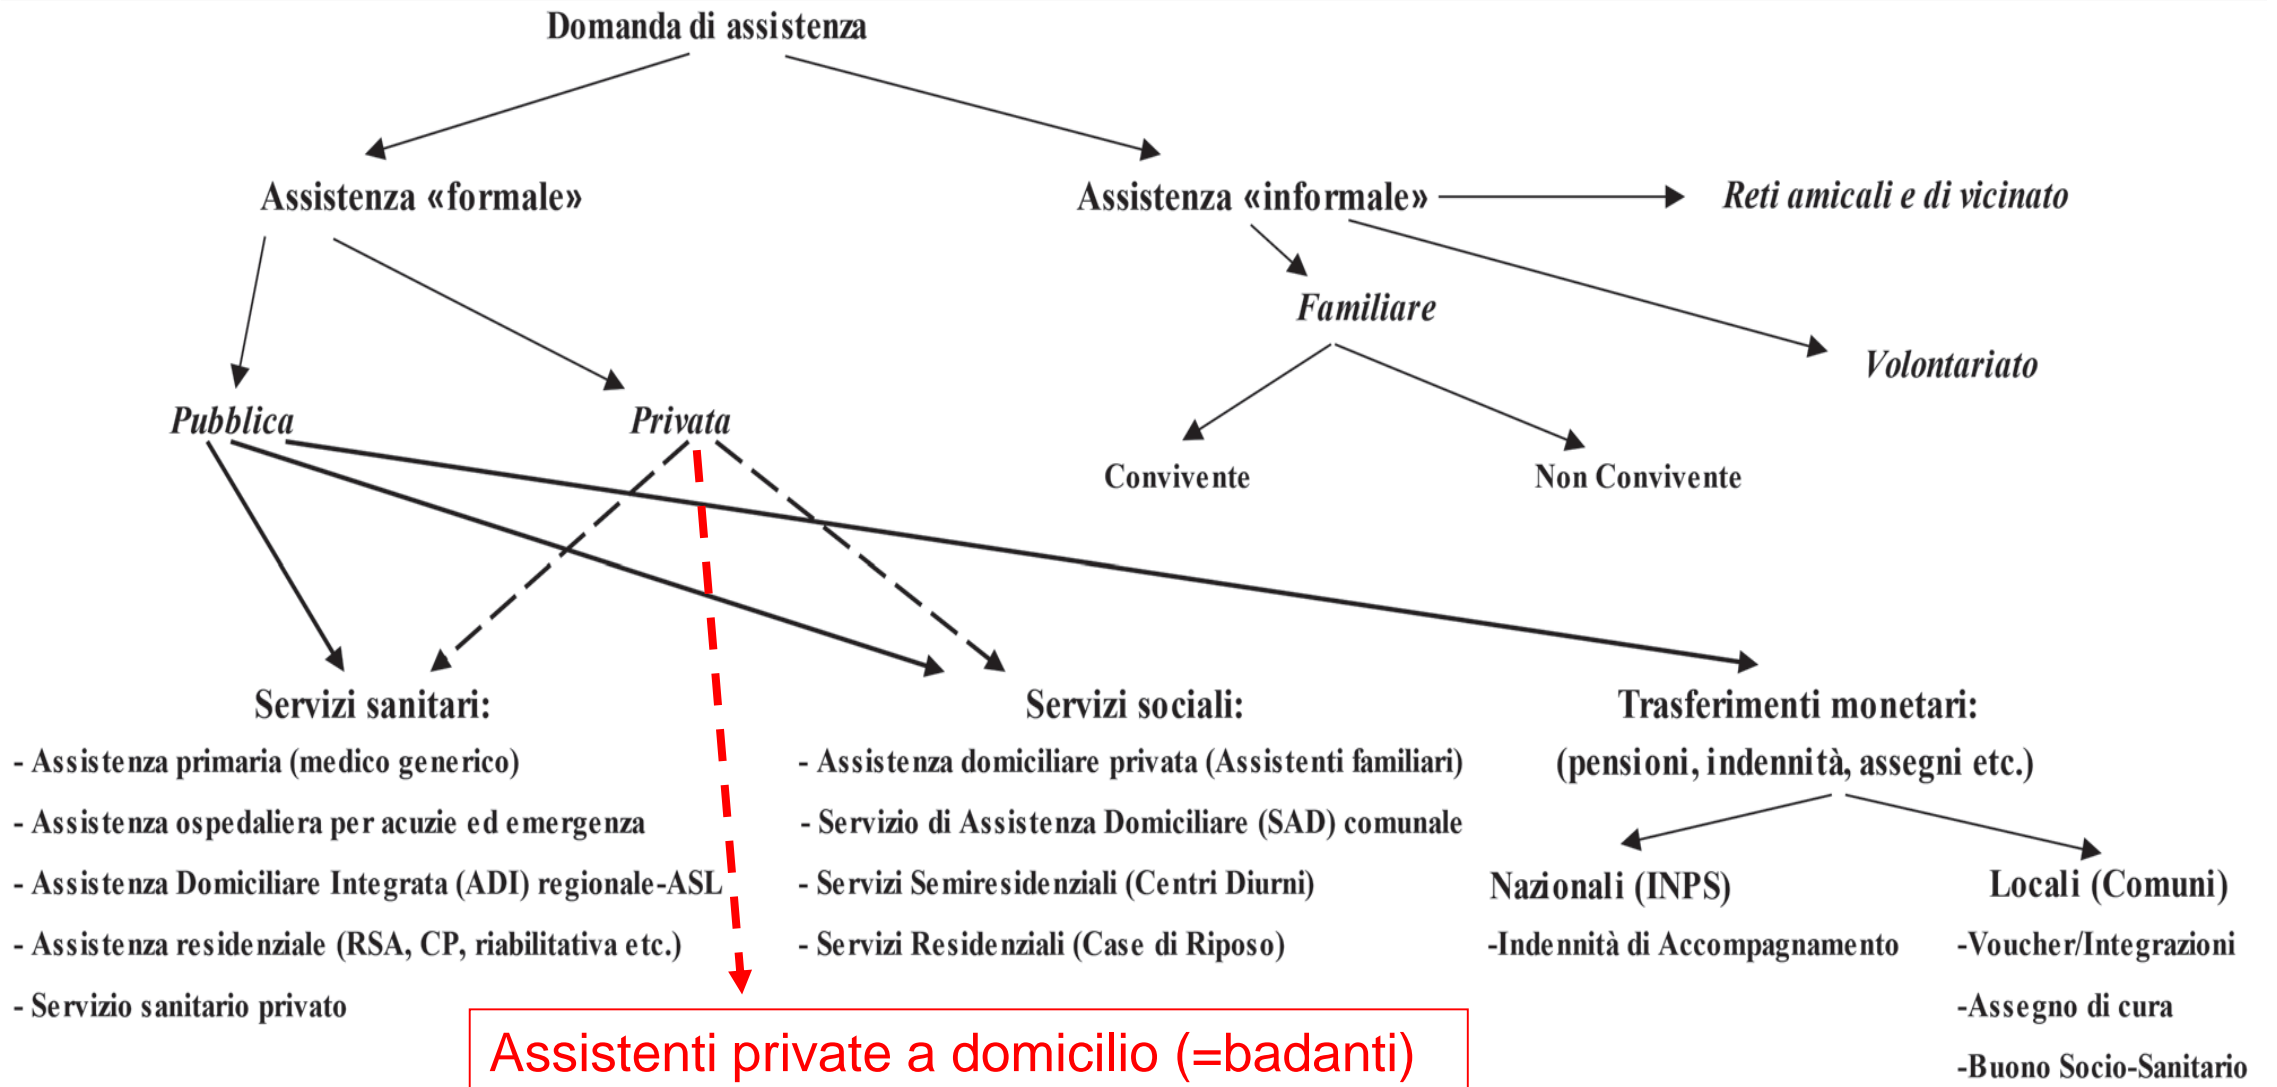 Domanda di assistenza
Assistenza «formale»
Assistenza «informale»
Reti amicali e di vicinato
Familiare
Volontariato
Pubblica
Privata
Convivente
Non Convivente
Servizi sanitari:
- Assistenza primaria (medico generico)
- Assistenza ospedaliera per acuzie ed emergenza
- Assistenza Domiciliare Integrata (ADI) regionale-ASL
- Assistenza residenziale (RSA, CP, riabilitativa etc.)
- Servizio sanitario privato
Servizi sociali:
- Assistenza domiciliare privata (Assistenti familiari)
- Servizio di Assistenza Domiciliare (SAD) comunale
- Servizi Semiresidenziali (Centri Diurni)
- Servizi Residenziali (Case di Riposo)
Trasferimenti monetari:
(pensioni, indennità, assegni etc.)
Nazionali (INPS)
-Indennità di Accompagnamento
Locali (Comuni)
-Voucher/Integrazioni
-Assegno di cura
-Buono Socio-Sanitario
Assistenti private a domicilio (=badanti)